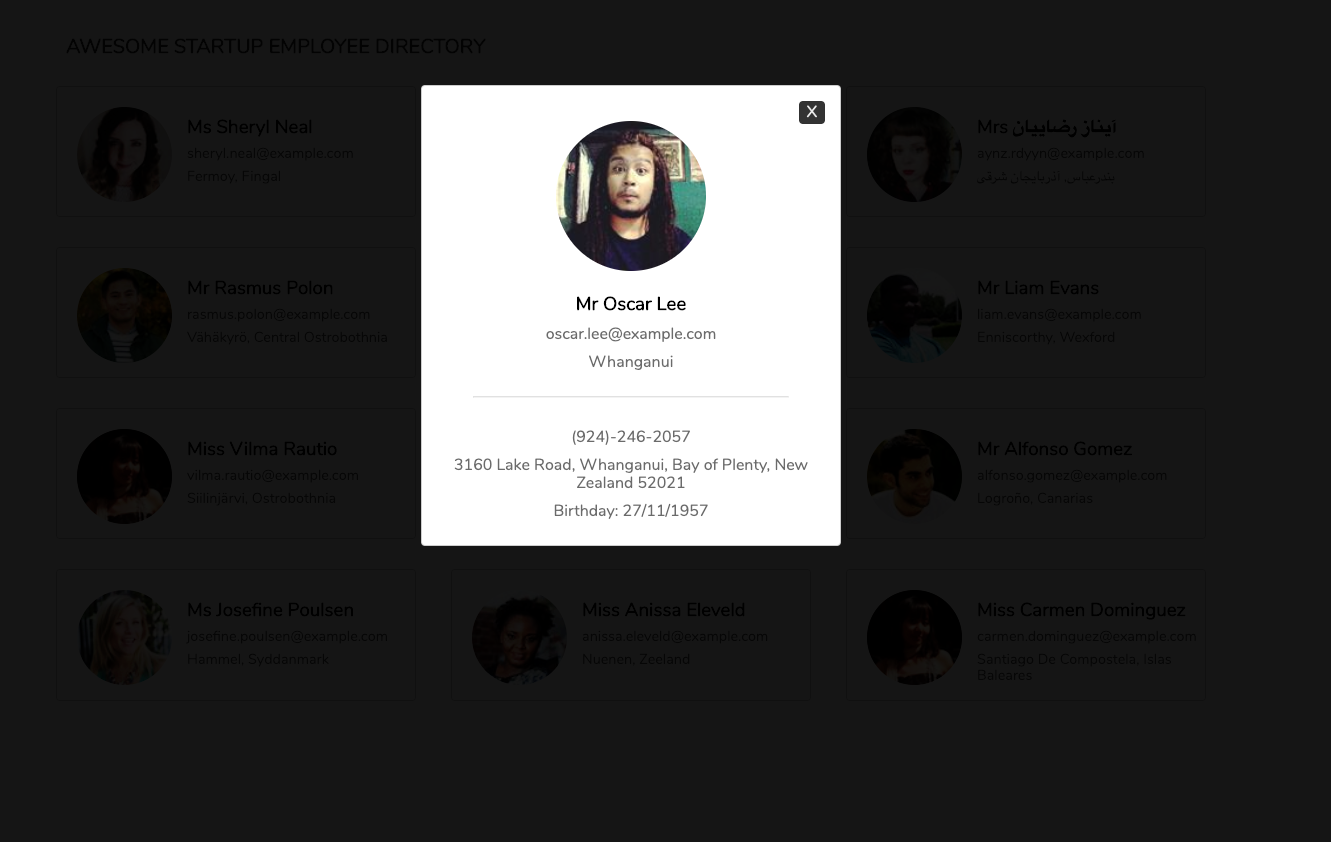 AWESOME STARTUP EMPLOYEE DIRECTORY
Ms Sheryl Neal
sheryl.neal@example.com
Fermoy, Fingal
X
Mr Oscar Lee
oscar.lee@example.com
Whanganui
(924)-246-2057
3160 Lake Road, Whanganui, Bay of Plenty, New
Zealand 52021
Birthday: 27/11/1957
Mrs آیناز رضاییان
aynz.rdyyn@example.com
بندرعباس, آذربایجان شرقی
Mr Rasmus Polon
rasmus.polon@example.com
Vähäkyrö, Central Ostrobothnia
Mr Liam Evans
liam.evans@example.com
Enniscorthy, Wexford
Miss Vilma Rautio
vilma.rautio@example.com
Siilinjärvi, Ostrobothnia
Mr Alfonso Gomez
alfonso.gomez@example.com
Logroño, Canarias
Ms Josefine Poulsen
josefine.poulsen@example.com
Hammel, Syddanmark
Miss Anissa Eleveld
anissa.eleveld@example.com
Nuenen, Zeeland
Miss Carmen Dominguez
carmen.dominguez@example.com
Santiago De Compostela, Islas
Baleares